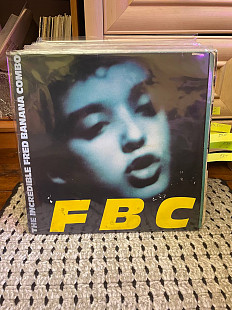 THE INCREDIBLE FRED BANANA COMBO
FBC